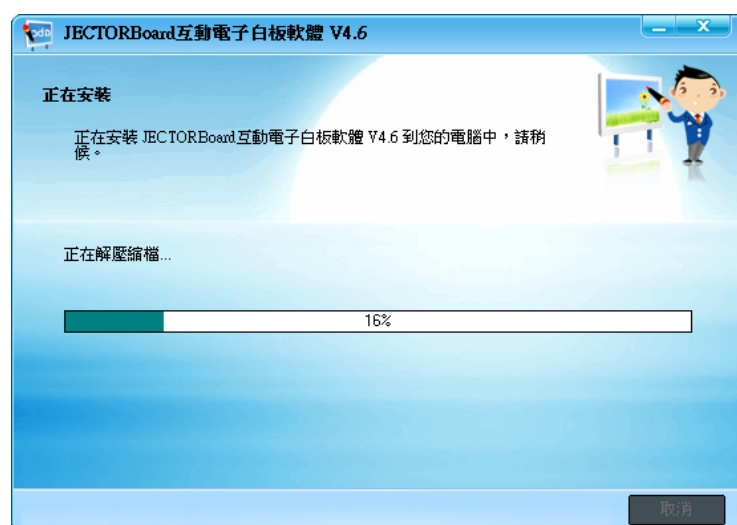 JECTORBoard互動電子白板軟體 V4.6
正在安裝
正在安裝 JECTORBoard互動電子白板軟體 V4.6 到您的電腦中，請稍
候。
正在解壓縮檔...
16%
取消